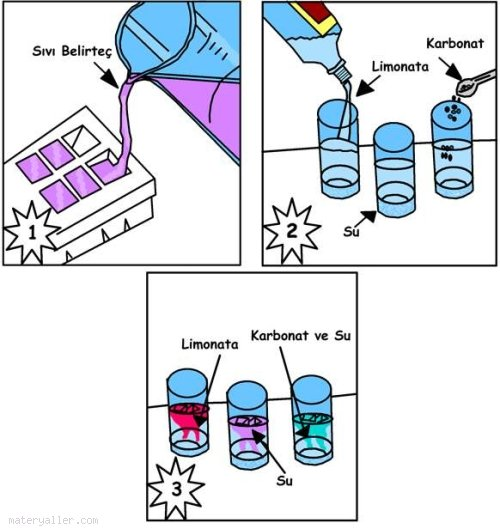 Sıvı Belirteç
1
Karbonat
Limonata
Su
2
Limonata
Karbonat ve Su
Su
3
materyaller.com